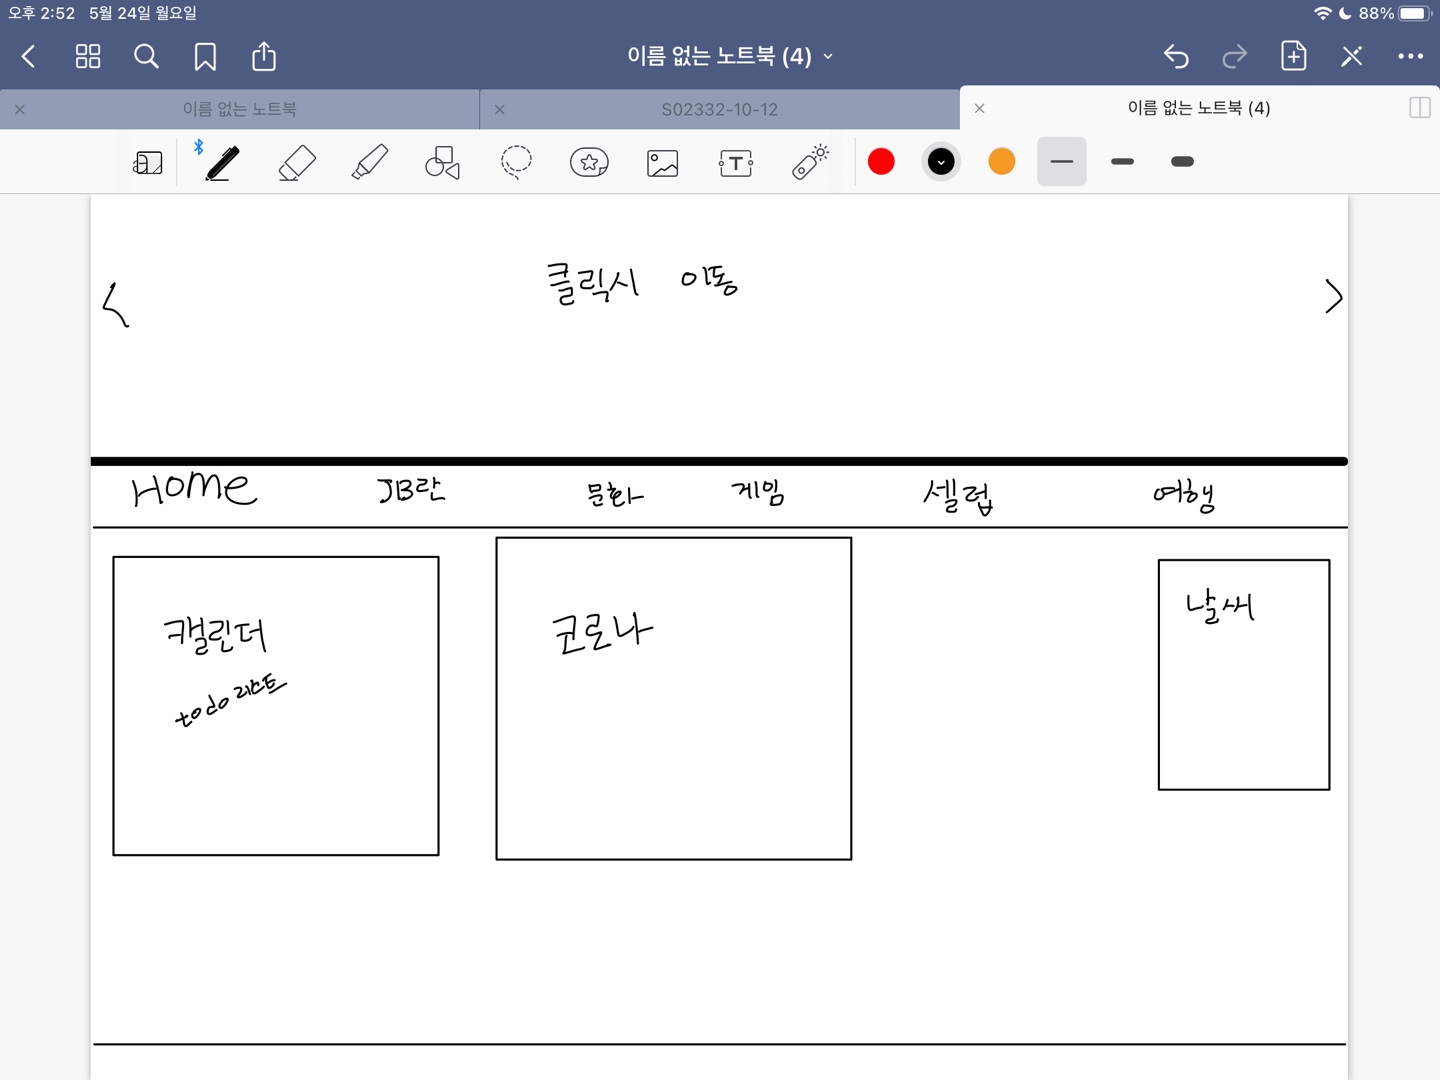 오후 2:52 5월 24일 월요일 88%
이름 없는 노트북 (4)
이름 없는 노트북 S02332-10-12 이름 없는 노트북 (4)
클릭시 이동
Home JB란 문화 게임 셀럽 여행
캘린더
todo 리스트
코로나
날씨